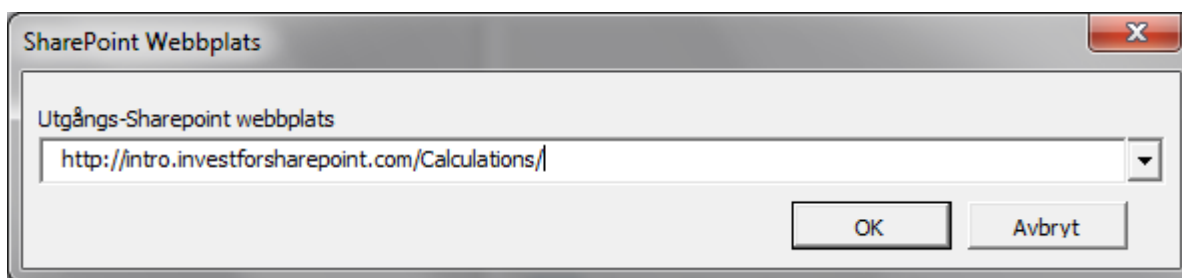 SharePoint Webbplats
Utgångs-Sharepoint webbplats
http://intro.investforsharepoint.com/Calculations/
OK
Avbryt